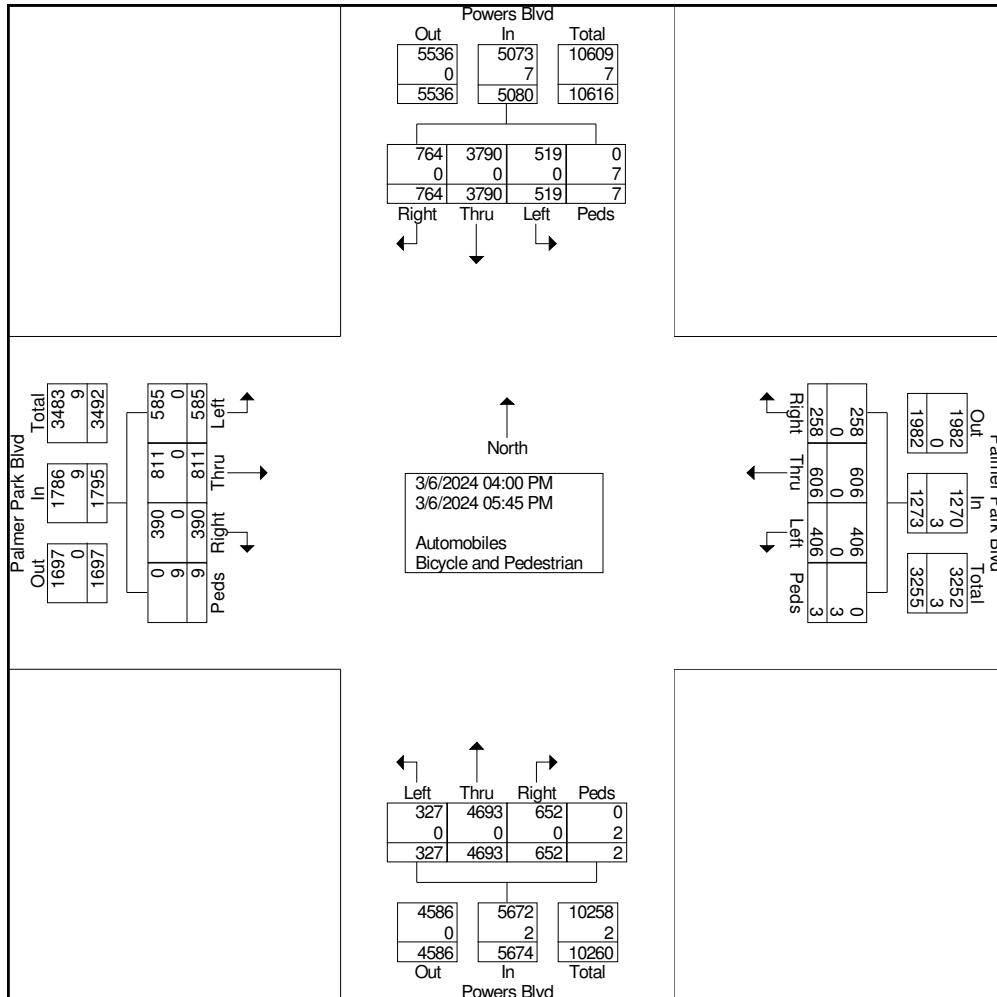 Powers Blvd
Out In Total
5536 5073 10609
0 7 7
5536 5080 10616
764 3790 519 0
0 0 0 7
764 3790 519 7
Right Thru Left Peds
Palmer Park Blvd
Total In Out
3483 1786 1697
9 9 0
3492 1795 1697
585 811 390 0
0 0 0 9
585 811 390 9
Left Thru Right Peds
North
3/6/2024 04:00 PM
3/6/2024 05:45 PM
Automobiles
Bicycle and Pedestrian
Palmer Park Blvd
Out In Total
1982 1270 3252
0 3 3
1982 1273 3255
258 606 406 0
0 0 0 3
258 606 406 3
Right Thru Left Peds
Left Thru Right Peds
327 4693 652 0
0 0 0 2
327 4693 652 2
4586 5672 10258
0 2 2
4586 5674 10260
Out In Total
Powers Blvd